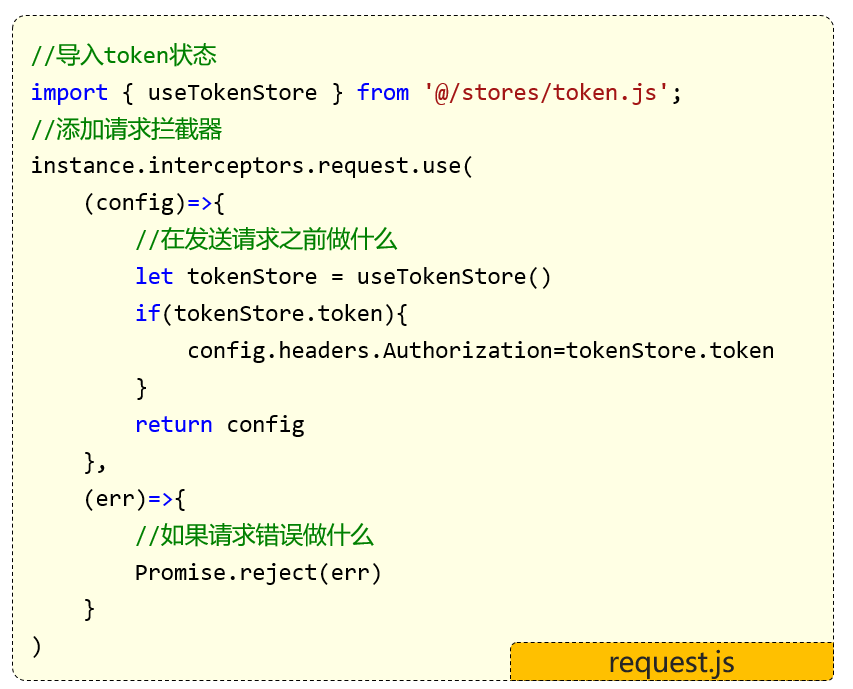 //导入token状态
import { useTokenStore } from '@/stores/token.js';
//添加请求拦截器
instance.interceptors.request.use(
    (config)=>{
        //在发送请求之前做什么
        let tokenStore = useTokenStore()
        if(tokenStore.token){
            config.headers.Authorization=tokenStore.token
        }
        return config
    },
    (err)=>{
        //如果请求错误做什么
        Promise.reject(err)
    }
)
request.js